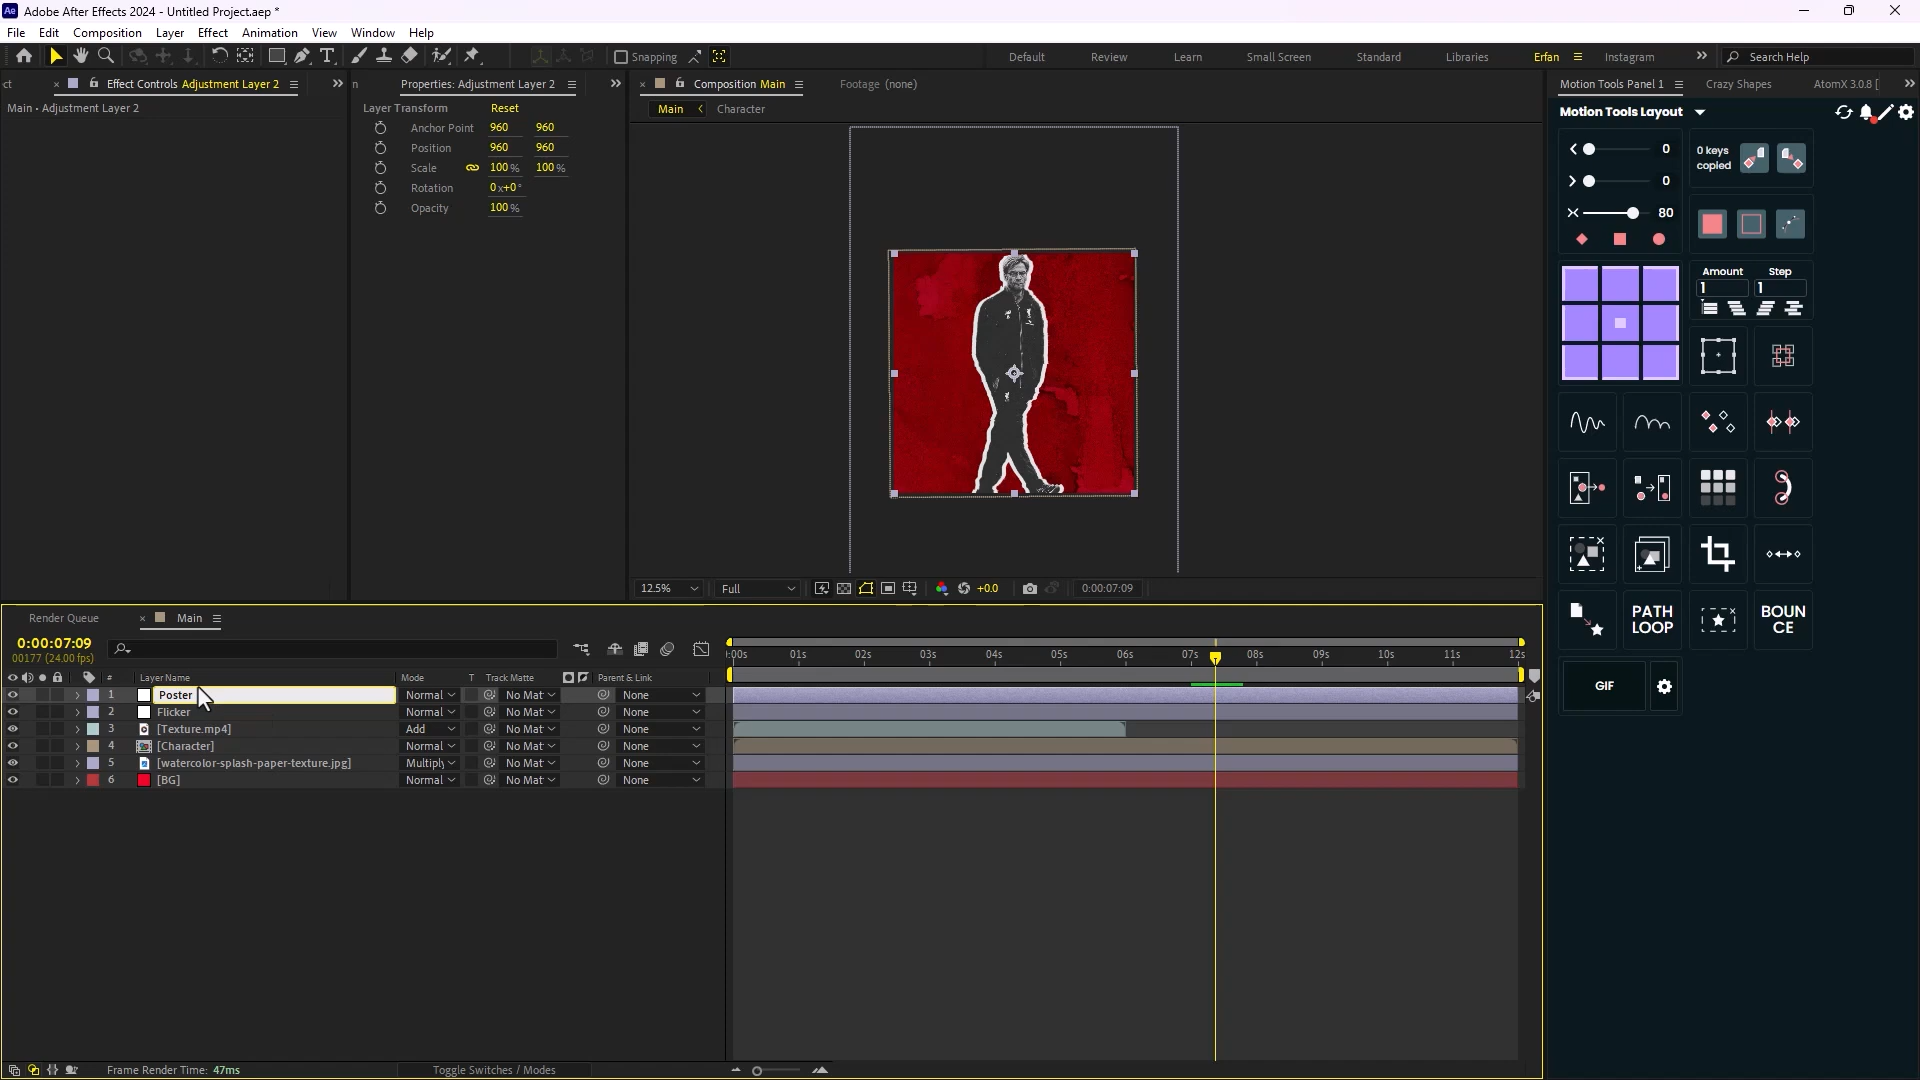 Adobe After Effects 2024 - Untitled Project.aep *
File Edit Composition Layer Effect Animation View Window Help
Snapping Default Review Learn Small Screen Standard Libraries Erfan Instagram Search Help
ct Effect Controls Adjustment Layer 2
Main • Adjustment Layer 2
n Properties: Adjustment Layer 2
Layer Transform Reset
Anchor Point 960 960
Position 960 960
Scale 100 % 100 %
Rotation 0x+0°
Opacity 100 %
Composition Main Footage (none)
Main Character
12.5% Full +0.0 0:00:07:09
Motion Tools Panel 1 Crazy Shapes AtomX 3.0.8 [
Motion Tools Layout
0
0
80
0 keys copied
Amount Step
1 1
PATH LOOP
BOUN CE
GIF
Render Queue Main
0:00:07:09
00177 (24.00 fps)
:00s 01s 02s 03s 04s 05s 06s 07s 08s 09s 10s 11s 12s
# Layer Name Mode T Track Matte Parent & Link
1 Poster Normal No Mat None
2 Flicker Normal No Mat None
3 [Texture.mp4] Add No Mat None
4 [Character] Normal No Mat None
5 [watercolor-splash-paper-texture.jpg] Multiply No Mat None
6 [BG] Normal No Mat None
Frame Render Time: 47ms Toggle Switches / Modes